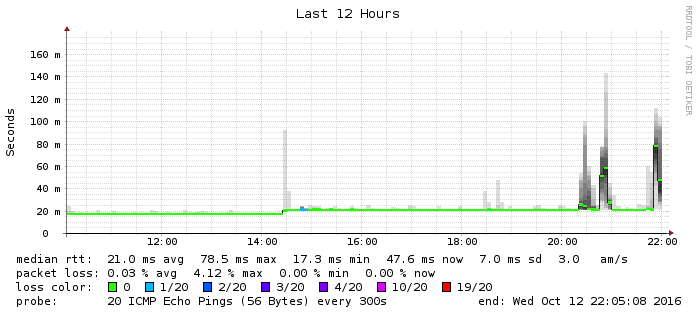 Last 12 Hours
RRDTOOL / TOBI OETIKER
Seconds
160 m
140 m
120 m
100 m
80 m
60 m
40 m
20 m
0
12:00 14:00 16:00 18:00 20:00 22:00
median rtt: 21.0 ms avg 78.5 ms max 17.3 ms min 47.6 ms now 7.0 ms sd 3.0 am/s
packet loss: 0.03 % avg 4.12 % max 0.00 % min 0.00 % now
loss color: 0 1/20 2/20 3/20 4/20 10/20 19/20
probe: 20 ICMP Echo Pings (56 Bytes) every 300s end: Wed Oct 12 22:05:08 2016